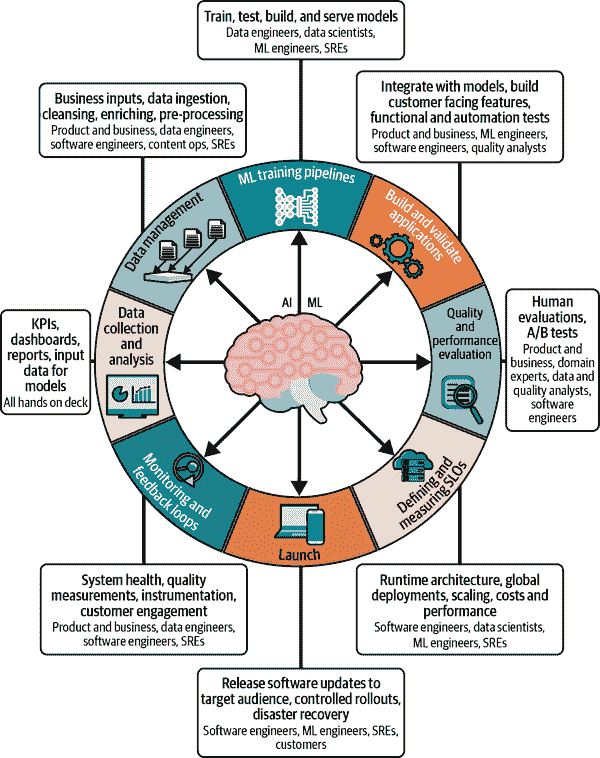 Train, test, build, and serve models
Data engineers, data scientists,
ML engineers, SREs
Business inputs, data ingestion,
cleansing, enriching, pre-processing
Product and business, data engineers,
software engineers, content ops, SREs
Integrate with models, build
customer facing features,
functional and automation tests
Product and business, ML engineers,
software engineers, quality analysts
ML training pipelines
Data management
Build and validate
applications
AI ML
Data
collection
and
analysis
Quality
and
performance
evaluation
KPIs,
dashboards,
reports, input
data for
models
All hands on deck
Human
evaluations,
A/B tests
Product and
business, domain
experts, data and
quality analysts,
software
engineers
Monitoring and
feedback loops
Launch
Defining and
measuring SLOs
System health, quality
measurements, instrumentation,
customer engagement
Product and business, data engineers,
software engineers, SREs
Runtime architecture, global
deployments, scaling, costs and
performance
Software engineers, data scientists,
ML engineers, SREs
Release software updates to
target audience, controlled rollouts,
disaster recovery
Software engineers, ML engineers, SREs,
customers